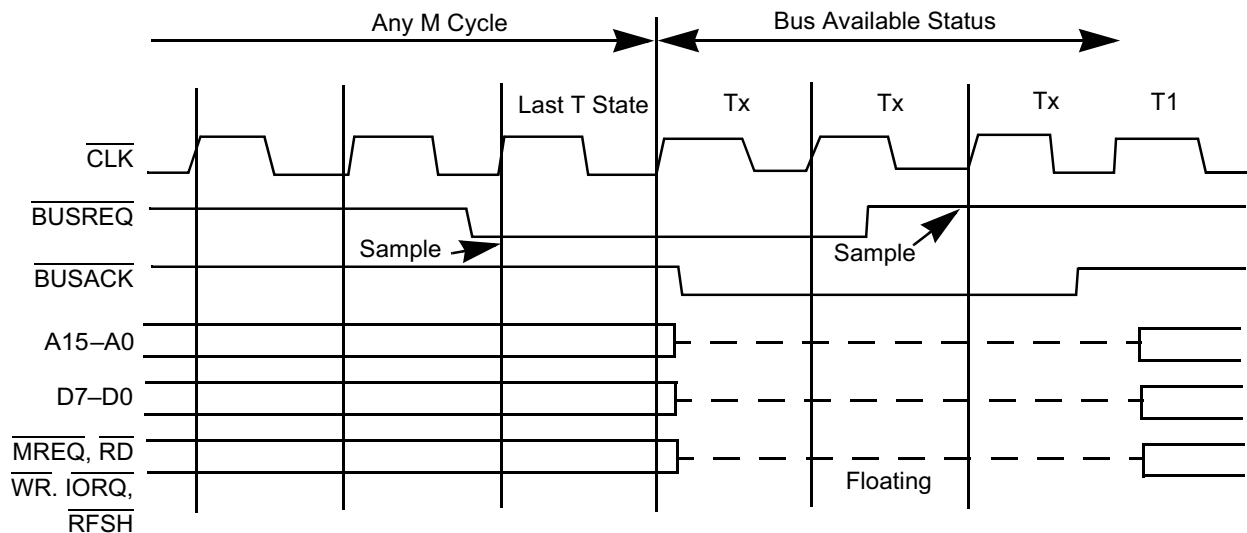 Any M Cycle
Bus Available Status
Last T State
Tx
Tx
Tx
T1
CLK
BUSREQ
Sample
Sample
BUSACK
A15–A0
D7–D0
MREQ, RD
WR. IORQ,
Floating
RFSH